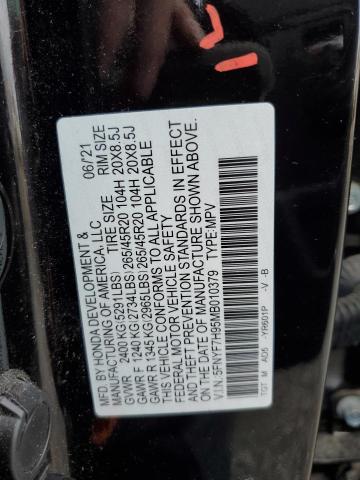 MFD. BY HONDA DEVELOPMENT & 06/21
MANUFACTURING OF AMERICA, LLC
TIRE SIZE RIM SIZE
GVWR 2400 KG(5291LBS)
GAWR F 1240 KG(2734LBS) 265/45R20 104H 20X8.5J
GAWR R 1345 KG(2965LBS) 265/45R20 104H 20X8.5J
THIS VEHICLE CONFORMS TO ALL APPLICABLE
FEDERAL MOTOR VEHICLE SAFETY
AND THEFT PREVENTION STANDARDS IN EFFECT
ON THE DATE OF MANUFACTURE SHOWN ABOVE.
V.I.N. 5FNYF7H95MB010379 TYPE:MPV
TGT M A05 -YR601P -V -B